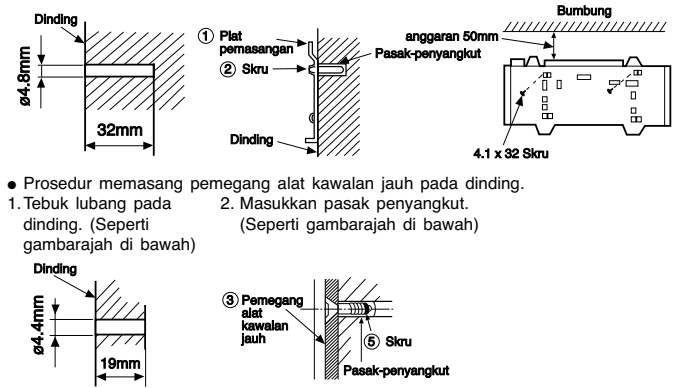 Dinding
ø4.8mm
32mm
① Plat
pemasangan
② Skru
Pasak-penyangkut
Dinding
Bumbung
anggaran 50mm
4.1 x 32 Skru
● Prosedur memasang pemegang alat kawalan jauh pada dinding.
1. Tebuk lubang pada
dinding. (Seperti
gambarajah di bawah)
2. Masukkan pasak penyangkut.
(Seperti gambarajah di bawah)
Dinding
ø4.4mm
19mm
③ Pemegang
alat
kawalan
jauh
⑤ Skru
Pasak-penyangkut